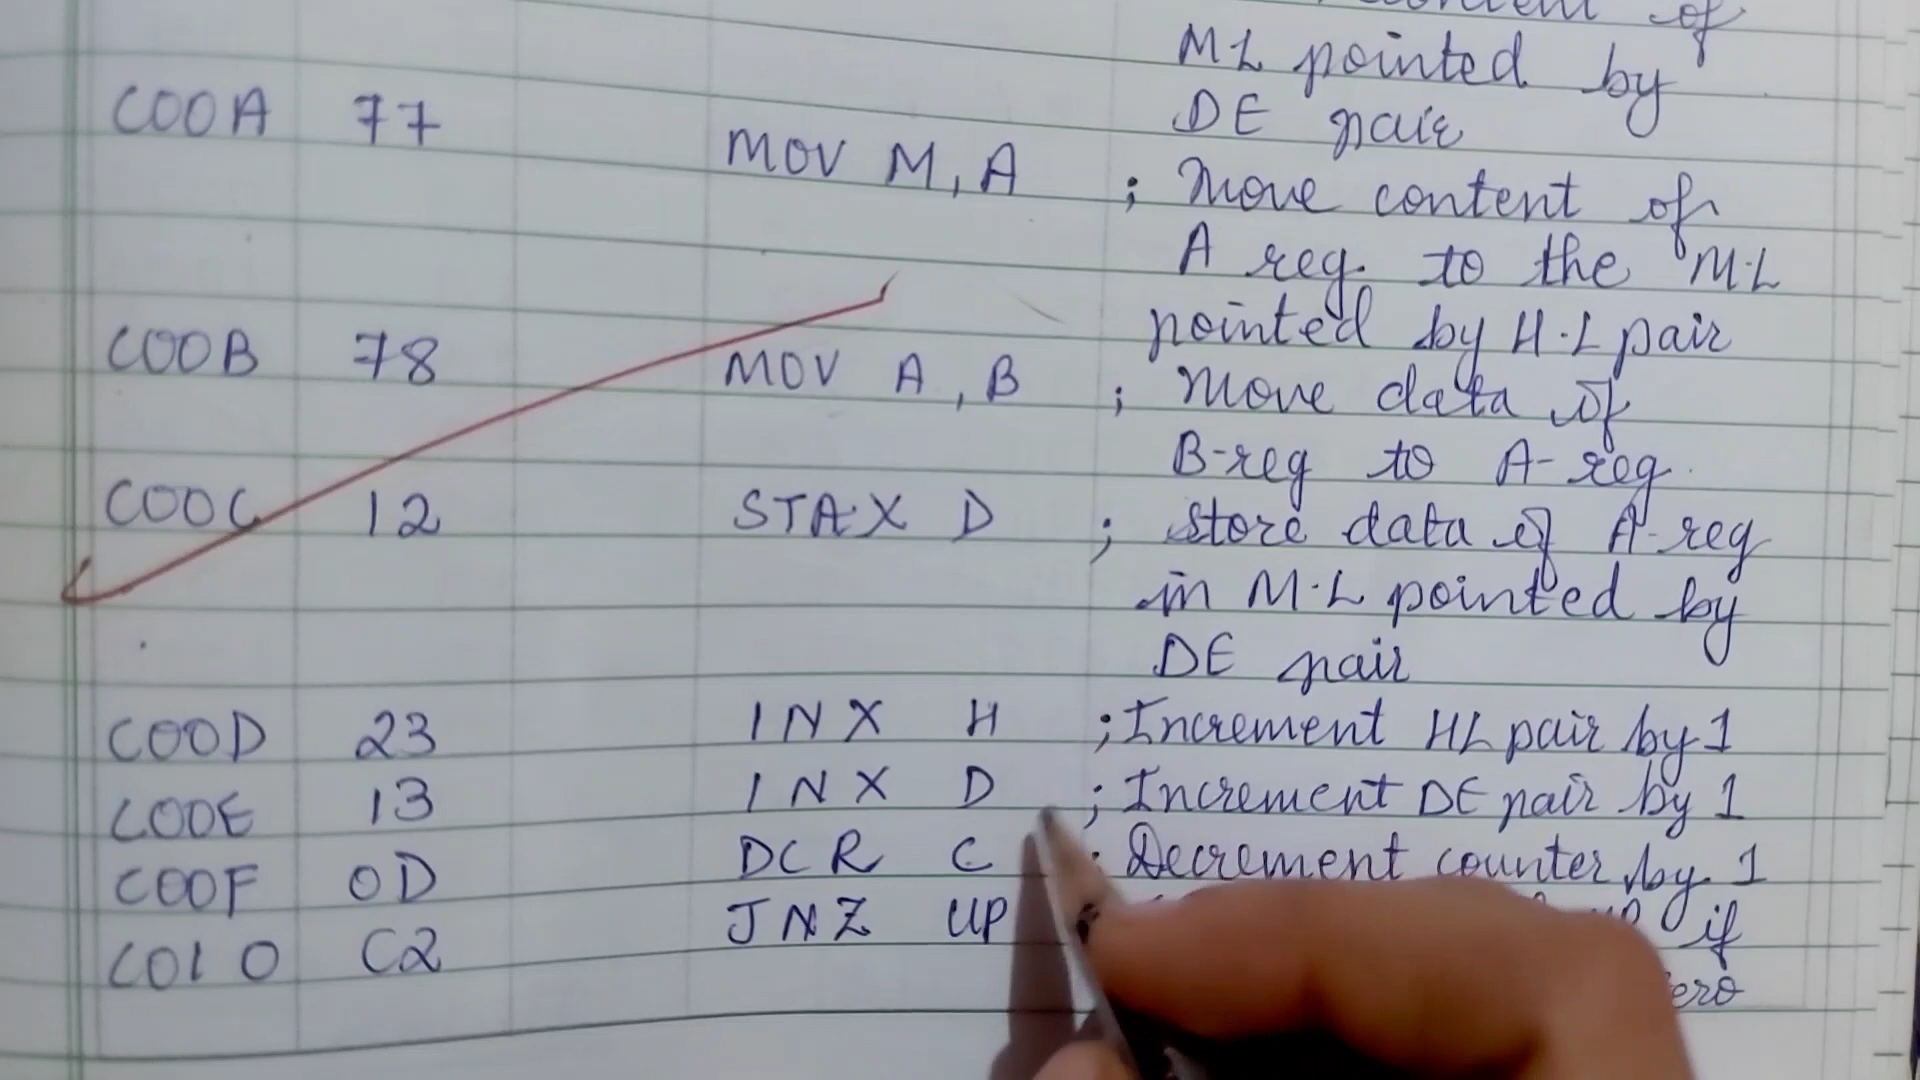 content of
ML pointed by
DE pair
C00A 77 MOV M, A ; Move content of
A reg. to the M.L
pointed by H.L pair
C00B 78 MOV A, B ; Move data of
B-reg to A-reg.
C00C 12 STAX D ; Store data of A-reg
in M.L pointed by
DE pair
C00D 23 INX H ; Increment HL pair by 1
C00E 13 INX D ; Increment DE pair by 1
C00F 0D DCR C ; Decrement counter by 1
C010 C2 JNZ UP if